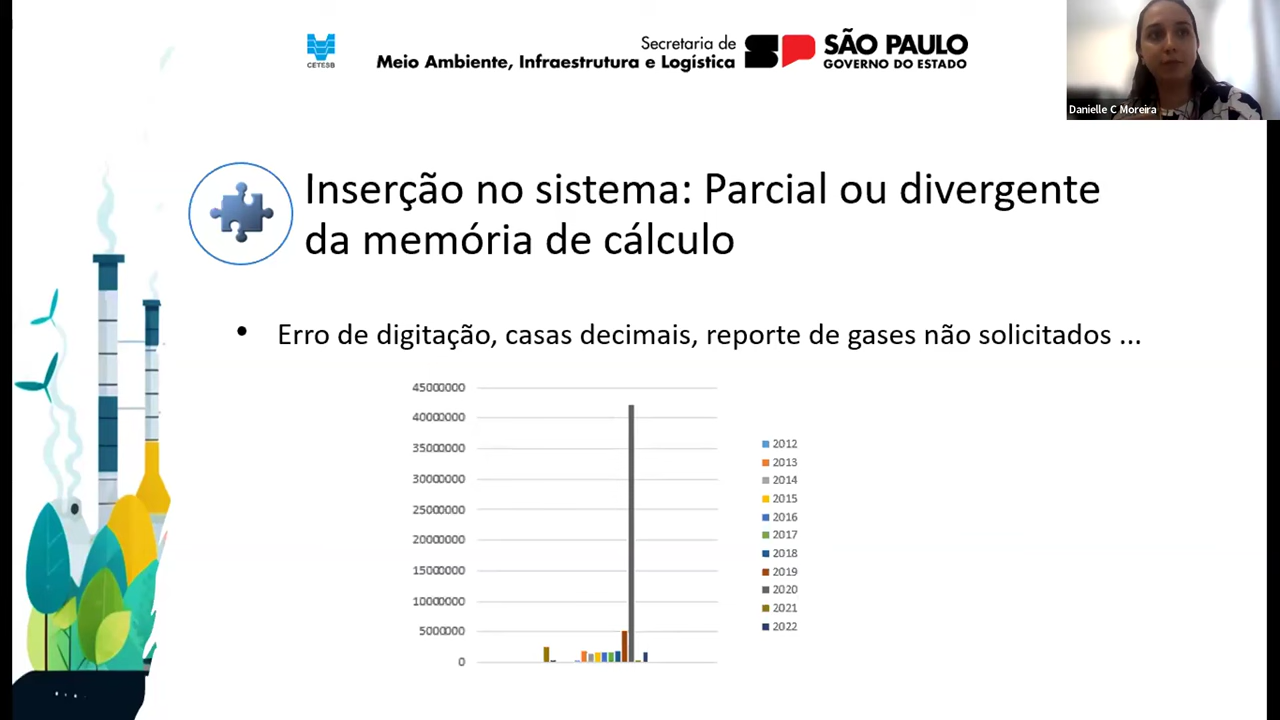 CETESB
Secretaria de
Meio Ambiente, Infraestrutura e Logística
SP
SÃO PAULO
GOVERNO DO ESTADO
Danielle C Moreira
Inserção no sistema: Parcial ou divergente
da memória de cálculo
• Erro de digitação, casas decimais, reporte de gases não solicitados ...
45000000
40000000
35000000
30000000
25000000
20000000
15000000
10000000
5000000
0
2012
2013
2014
2015
2016
2017
2018
2019
2020
2021
2022